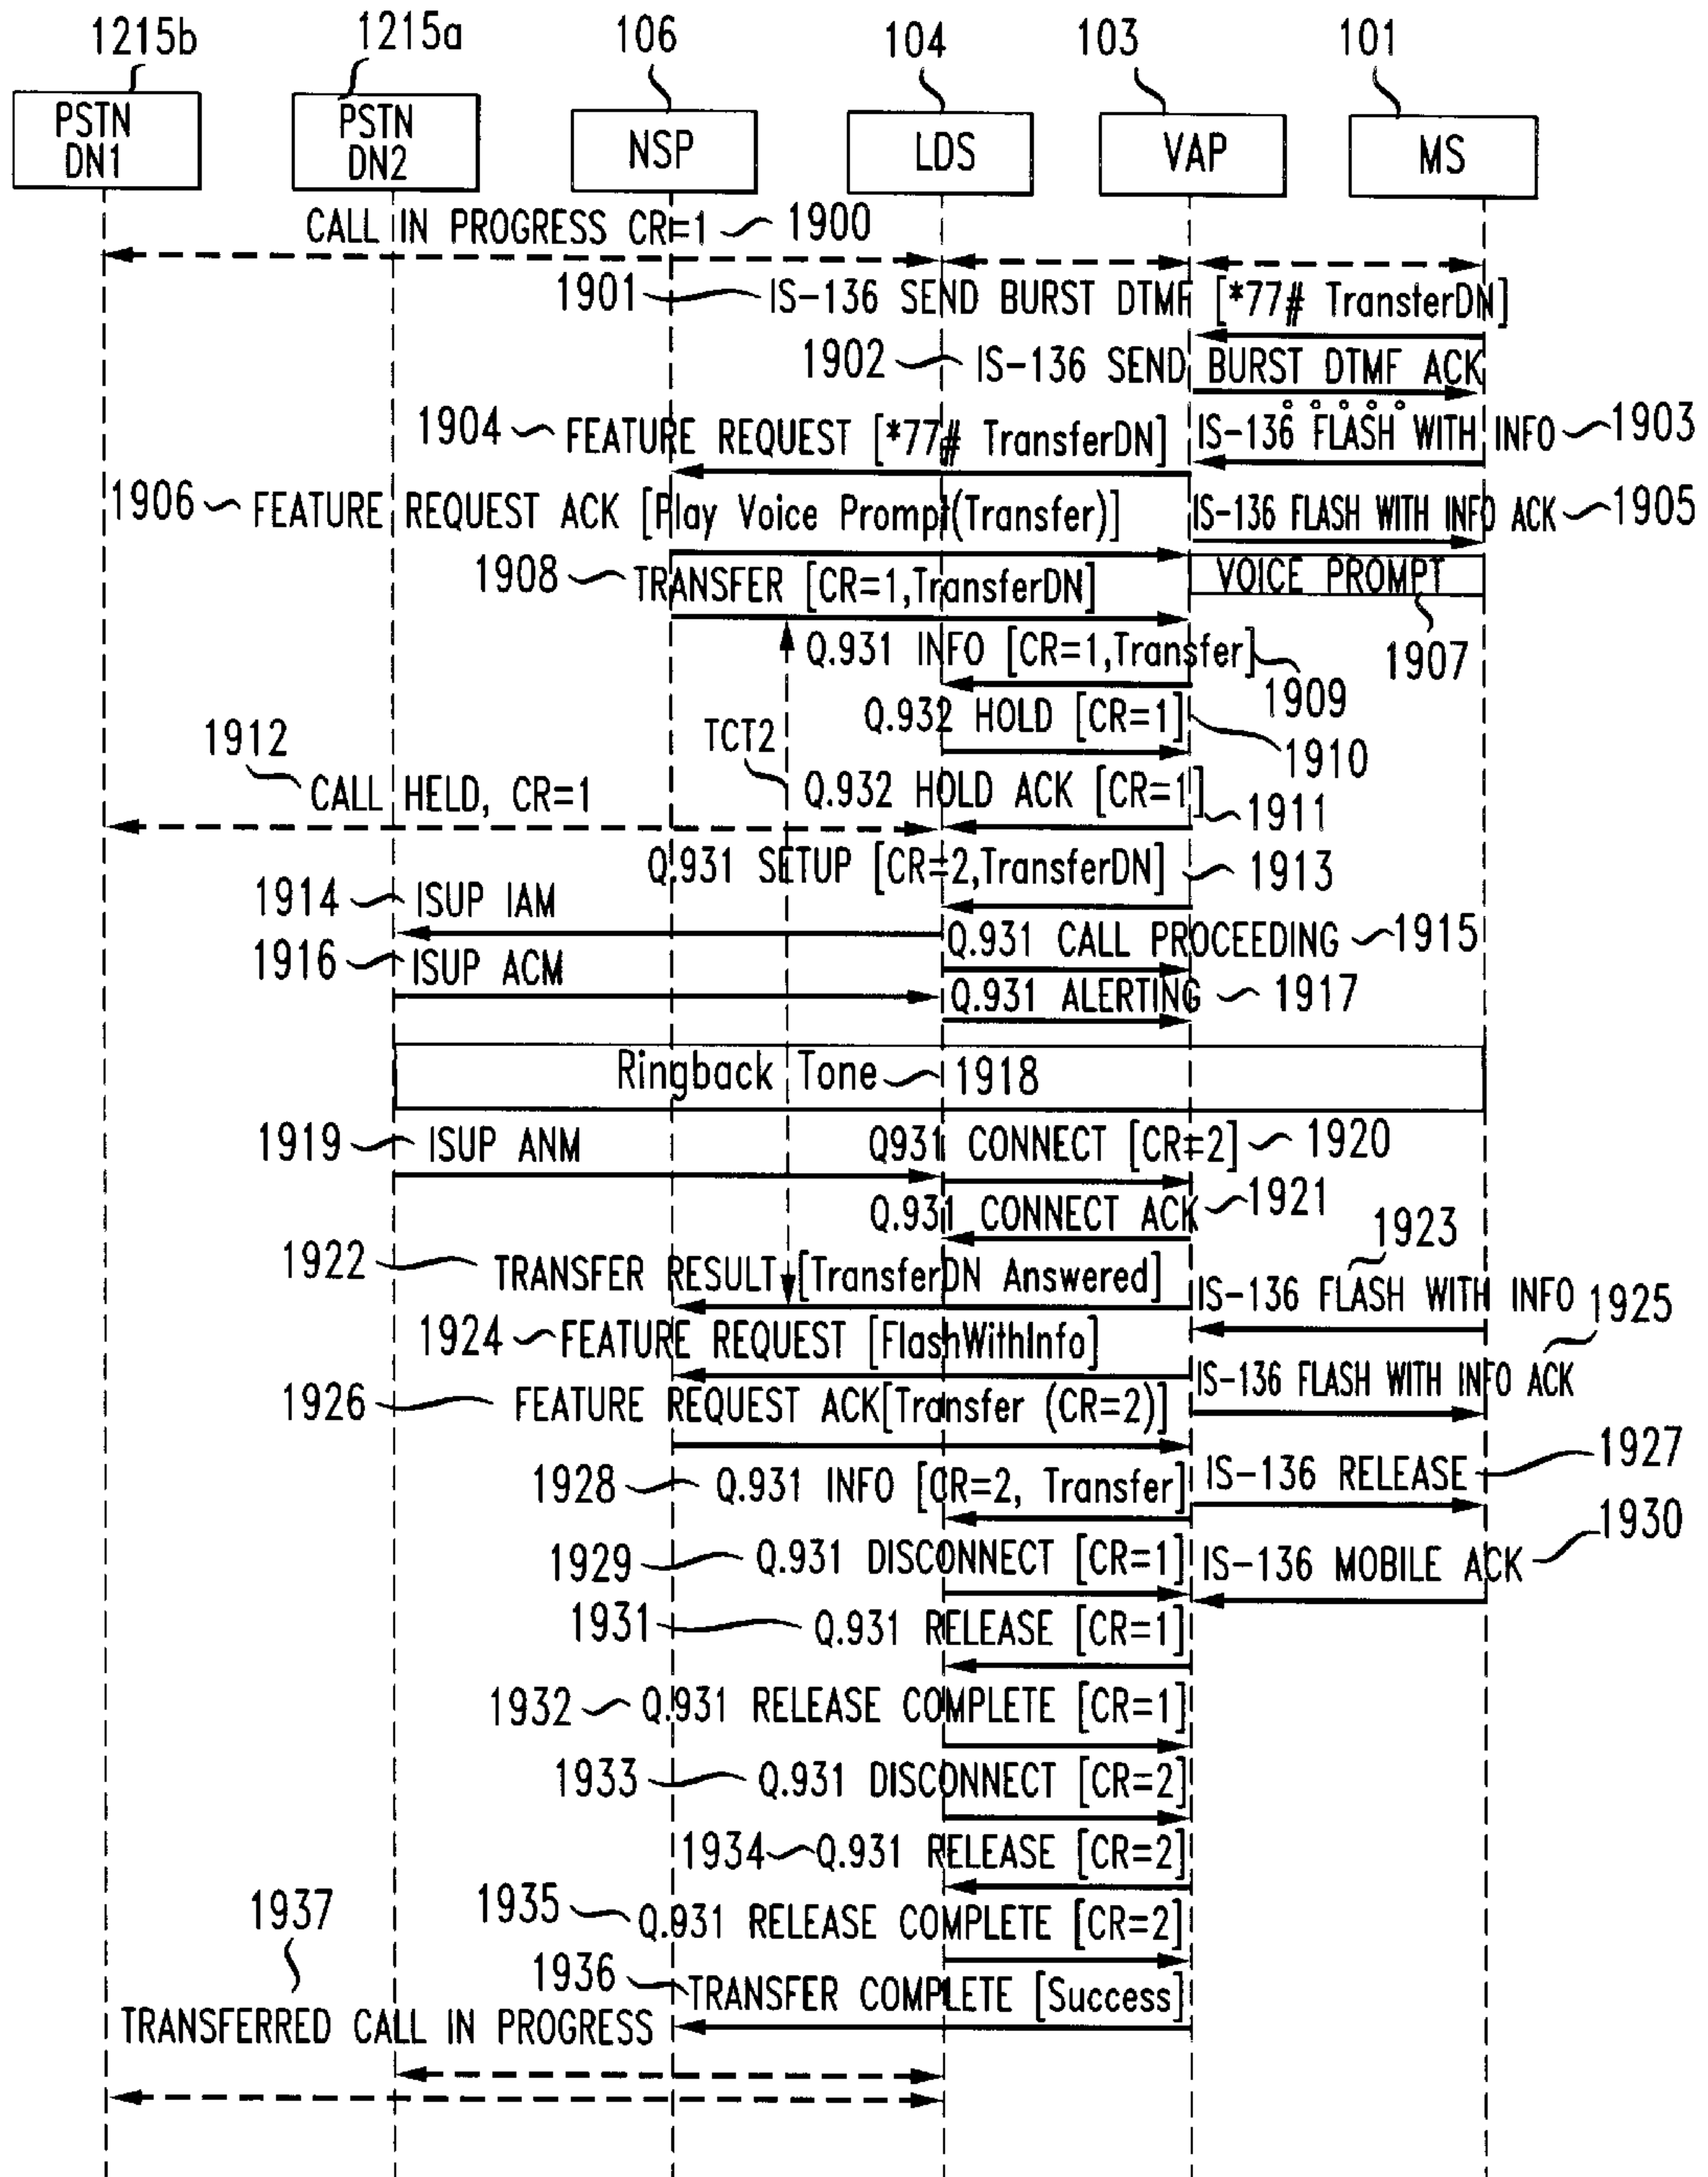 1215b 1215a 106 104 103 101
PSTN DN1
PSTN DN2
NSP
LDS
VAP
MS
CALL IN PROGRESS CR=1 1900
1901 IS-136 SEND BURST DTMF [*77# TransterDN]
1902 IS-136 SEND BURST DTMF ACK
1904 FEATURE REQUEST [*77# TransferDN]
IS-136 FLASH WITH INFO 1903
1906 FEATURE REQUEST ACK [Play Voice Prompt(Transfer)]
IS-136 FLASH WITH INFO ACK 1905
1908 TRANSFER [CR=1,TransferDN]
VOICE PROMPT
1907
Q.931 INFO [CR=1,Transfer]
1909
Q.932 HOLD [CR=1]
1910
TCT2
1912
CALL HELD, CR=1
Q.932 HOLD ACK [CR=1]
1911
Q.931 SETUP [CR=2,TransferDN] 1913
1914 ISUP IAM
Q.931 CALL PROCEEDING 1915
1916 ISUP ACM
Q.931 ALERTING 1917
Ringback Tone 1918
1919 ISUP ANM
Q931 CONNECT [CR=2] 1920
Q.931 CONNECT ACK 1921
1922 TRANSFER RESULT [TransferDN Answered]
1923
IS-136 FLASH WITH INFO
1924 FEATURE REQUEST [FlashWithInfo]
1925
IS-136 FLASH WITH INFO ACK
1926 FEATURE REQUEST ACK[Transfer (CR=2)]
1927
IS-136 RELEASE
1928 Q.931 INFO [CR=2, Transfer]
1929 Q.931 DISCONNECT [CR=1]
1930
IS-136 MOBILE ACK
1931 Q.931 RELEASE [CR=1]
1932 Q.931 RELEASE COMPLETE [CR=1]
1933 Q.931 DISCONNECT [CR=2]
1934 Q.931 RELEASE [CR=2]
1935 Q.931 RELEASE COMPLETE [CR=2]
1936 TRANSFER COMPLETE [Success]
1937
TRANSFERRED CALL IN PROGRESS